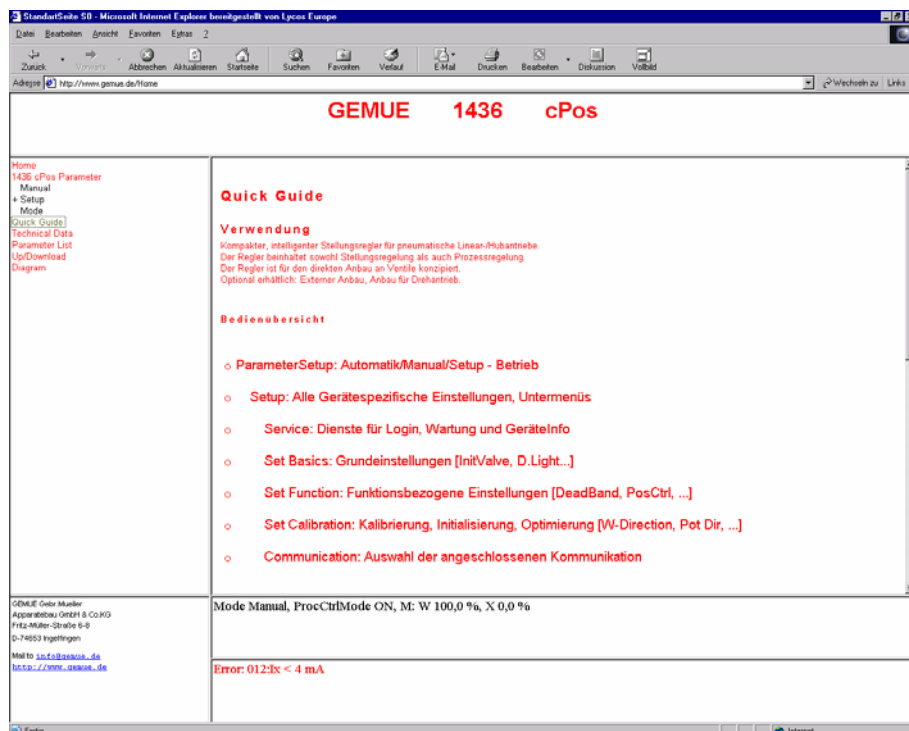 StandartSeite S0 - Microsoft Internet Explorer bereitgestellt von Lycos Europe
Datei Bearbeiten Ansicht Favoriten Extras ?
Zurück Vorwärts Abbrechen Aktualisieren Startseite Suchen Favoriten Verlauf E-Mail Drucken Bearbeiten Diskussion Vollbild
Adresse http://www.gemue.de/Home Wechseln zu Links
GEMUE 1436 cPos
Home
1436 cPos Parameter
Manual
+ Setup
Mode
Quick Guide
Technical Data
Parameter List
Up/Download
Diagram
Quick Guide
Verwendung
Kompakter, intelligenter Stellungsregler für pneumatische Linear-/Hubantriebe.
Der Regler beinhaltet sowohl Stellungsregelung als auch Prozessregelung.
Der Regler ist für den direkten Anbau an Ventile konzipiert.
Optional erhältlich: Externer Anbau, Anbau für Drehantrieb.
Bedienübersicht
o ParameterSetup: Automatik/Manual/Setup - Betrieb
o Setup: Alle Gerätespezifische Einstellungen, Untermenüs
o Service: Dienste für Login, Wartung und GeräteInfo
o Set Basics: Grundeinstellungen [InitValve, D.Light...]
o Set Function: Funktionsbezogene Einstellungen [DeadBand, PosCtrl, ...]
o Set Calibration: Kalibrierung, Initialisierung, Optimierung [W-Direction, Pot Dir, ...]
o Communication: Auswahl der angeschlossenen Kommunikation
GEMUE Gebr.Mueller
Apparatebau GmbH & Co.KG
Fritz-Müller-Straße 6-8
D-74653 Ingelfingen
Mail to info@gemue.de
http://www.gemue.de
Mode Manual, ProcCtrlMode ON, M: W 100,0 %, X 0,0 %
Error: 012:Ix < 4 mA
Fertig Internet